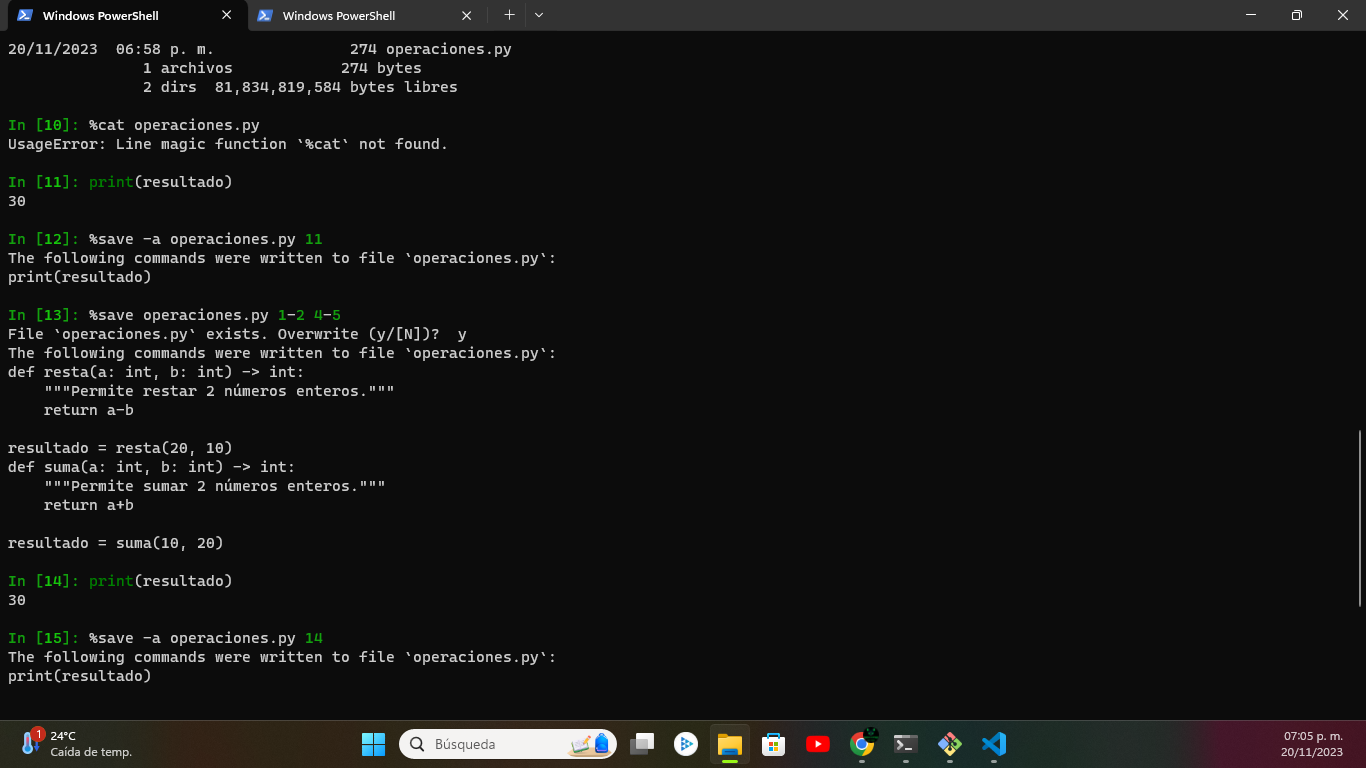 Windows PowerShell
Windows PowerShell
20/11/2023  06:58 p. m.               274 operaciones.py
               1 archivos            274 bytes
               2 dirs  81,834,819,584 bytes libres
In [10]: %cat operaciones.py
UsageError: Line magic function `%cat` not found.
In [11]: print(resultado)
30
In [12]: %save -a operaciones.py 11
The following commands were written to file `operaciones.py`:
print(resultado)
In [13]: %save operaciones.py 1-2 4-5
File `operaciones.py` exists. Overwrite (y/[N])?  y
The following commands were written to file `operaciones.py`:
def resta(a: int, b: int) -> int:
    """Permite restar 2 números enteros."""
    return a-b
resultado = resta(20, 10)
def suma(a: int, b: int) -> int:
    """Permite sumar 2 números enteros."""
    return a+b
resultado = suma(10, 20)
In [14]: print(resultado)
30
In [15]: %save -a operaciones.py 14
The following commands were written to file `operaciones.py`:
print(resultado)
1
24°C
Caída de temp.
Búsqueda
07:05 p. m.
20/11/2023